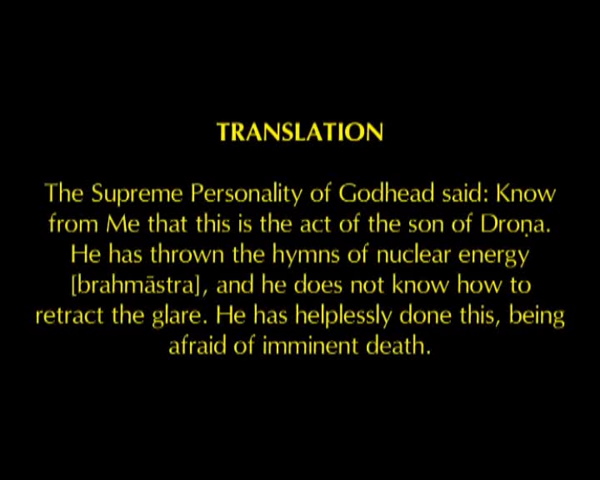 TRANSLATION
The Supreme Personality of Godhead said: Know
from Me that this is the act of the son of Droṇa.
He has thrown the hymns of nuclear energy
[brahmāstra], and he does not know how to
retract the glare. He has helplessly done this, being
afraid of imminent death.